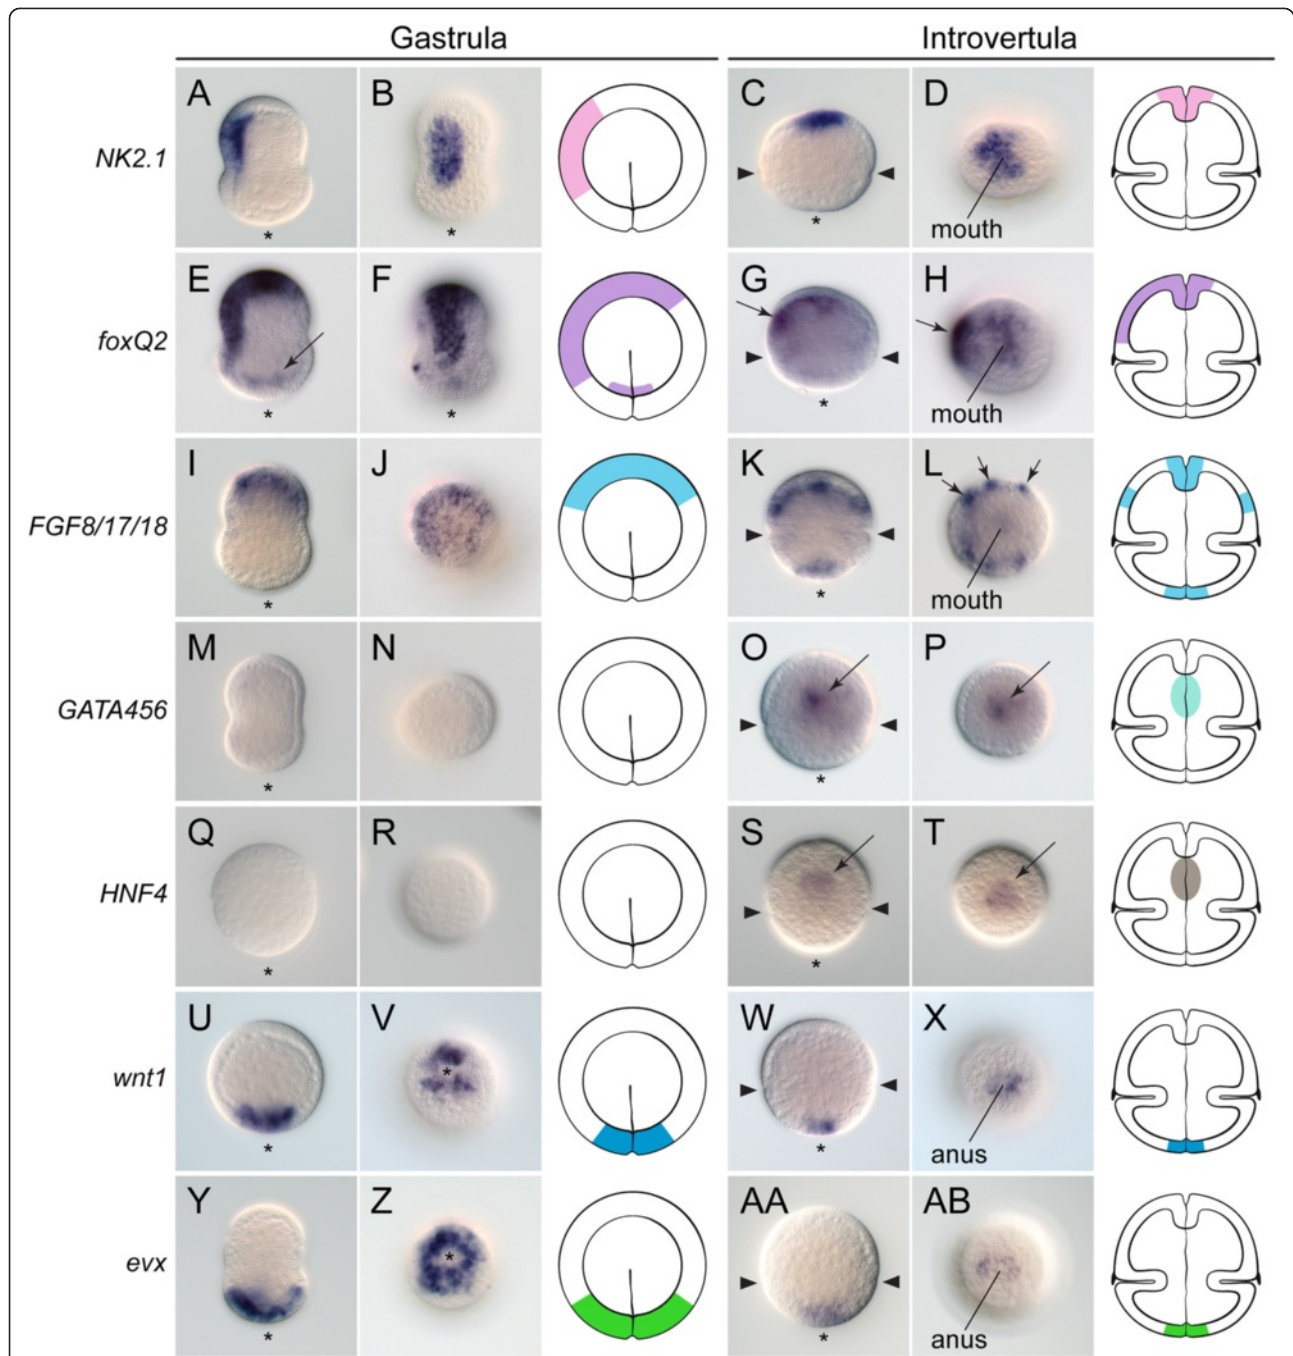 Gastrula Introvertula
A B C D
NK2.1
* * * mouth
E F G H
foxQ2
* * * mouth
I J K L
FGF8/17/18
* * mouth
M N O P
GATA456
* *
Q R S T
HNF4
* *
U V W X
wnt1
*
* * anus
Y Z AA AB
evx
*
* * anus